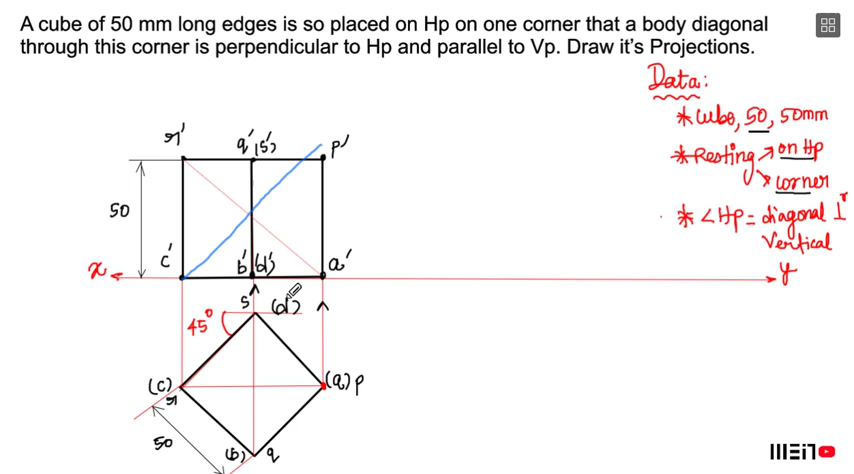 A cube of 50 mm long edges is so placed on Hp on one corner that a body diagonal
through this corner is perpendicular to Hp and parallel to Vp. Draw it's Projections.
Data:
* Cube, 50, 50mm
* Resting → on Hp
↘ corner
* ∠HP = diagonal ⊥r
Vertical
r' q' (s') p'
50
c' b' (d') a'
x y
s (d)
45°
(c) r (a) p
50
(b) q
MEi7